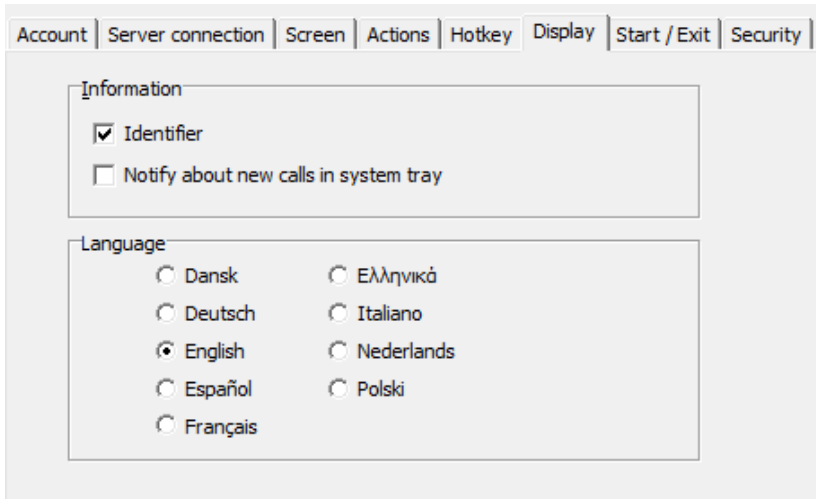 Account Server connection Screen Actions Hotkey Display Start / Exit Security
Information
Identifier
Notify about new calls in system tray
Language
Dansk
Deutsch
English
Español
Français
Ελληνικά
Italiano
Nederlands
Polski